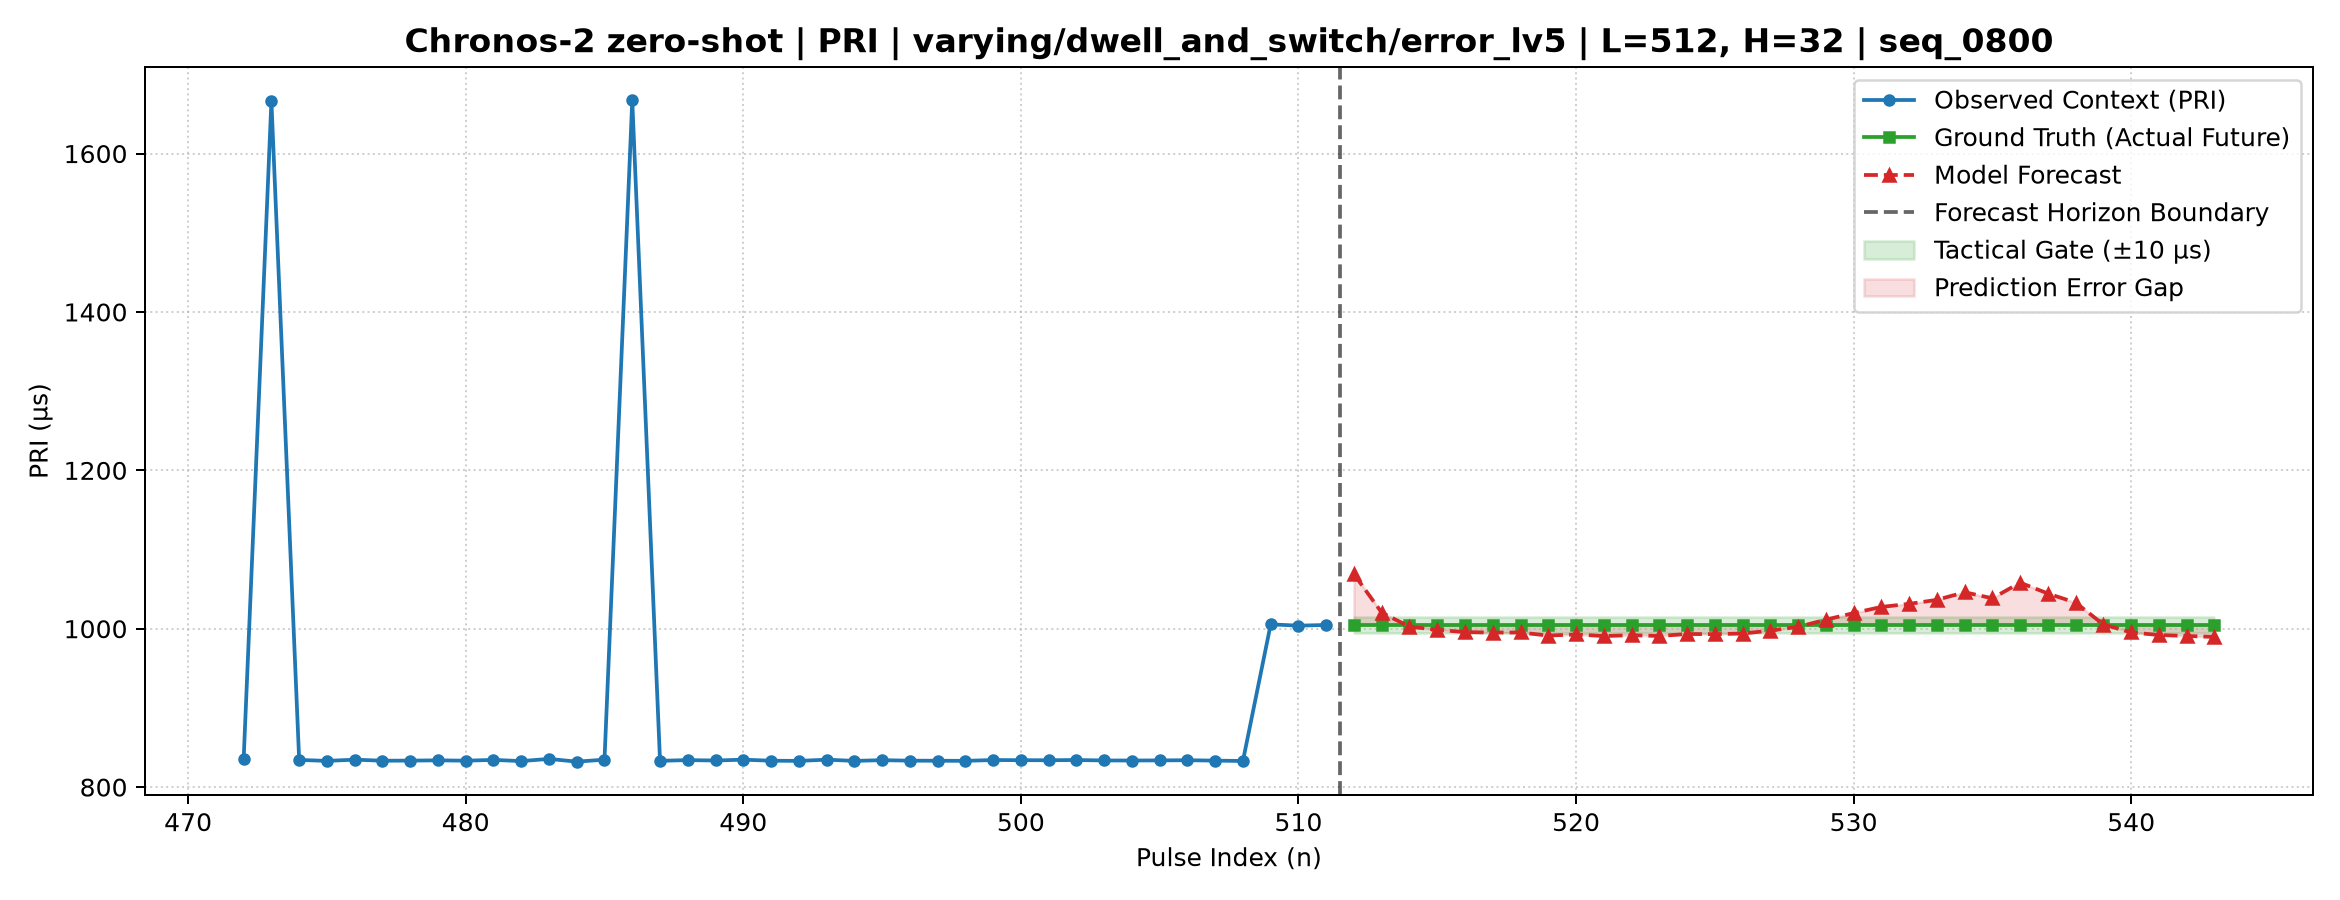 Chronos-2 zero-shot | PRI | varying/dwell_and_switch/error_lv5 | L=512, H=32 | seq_0800
Observed Context (PRI)
Ground Truth (Actual Future)
Model Forecast
Forecast Horizon Boundary
Tactical Gate (±10 µs)
Prediction Error Gap
PRI (µs)
1600
1400
1200
1000
800
470 480 490 500 510 520 530 540
Pulse Index (n)